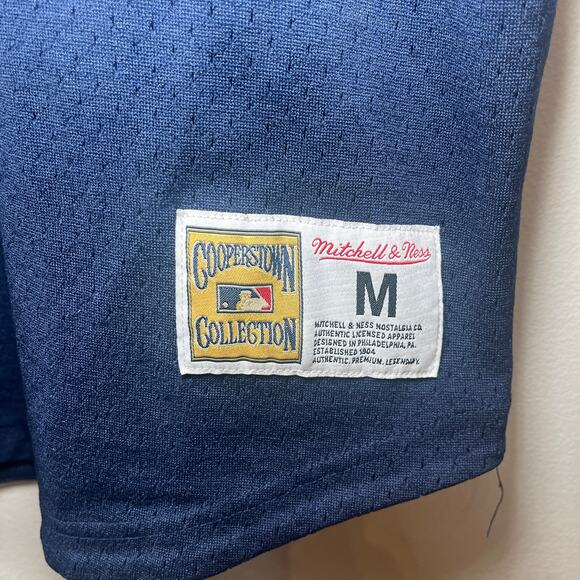 COOPERSTOWN
COLLECTION
Mitchell & Ness
M
MITCHELL & NESS NOSTALGIA CO.
AUTHENTIC LICENSED APPAREL
DESIGNED IN PHILADELPHIA, PA.
ESTABLISHED 1904
AUTHENTIC. PREMIUM. LEGENDARY.